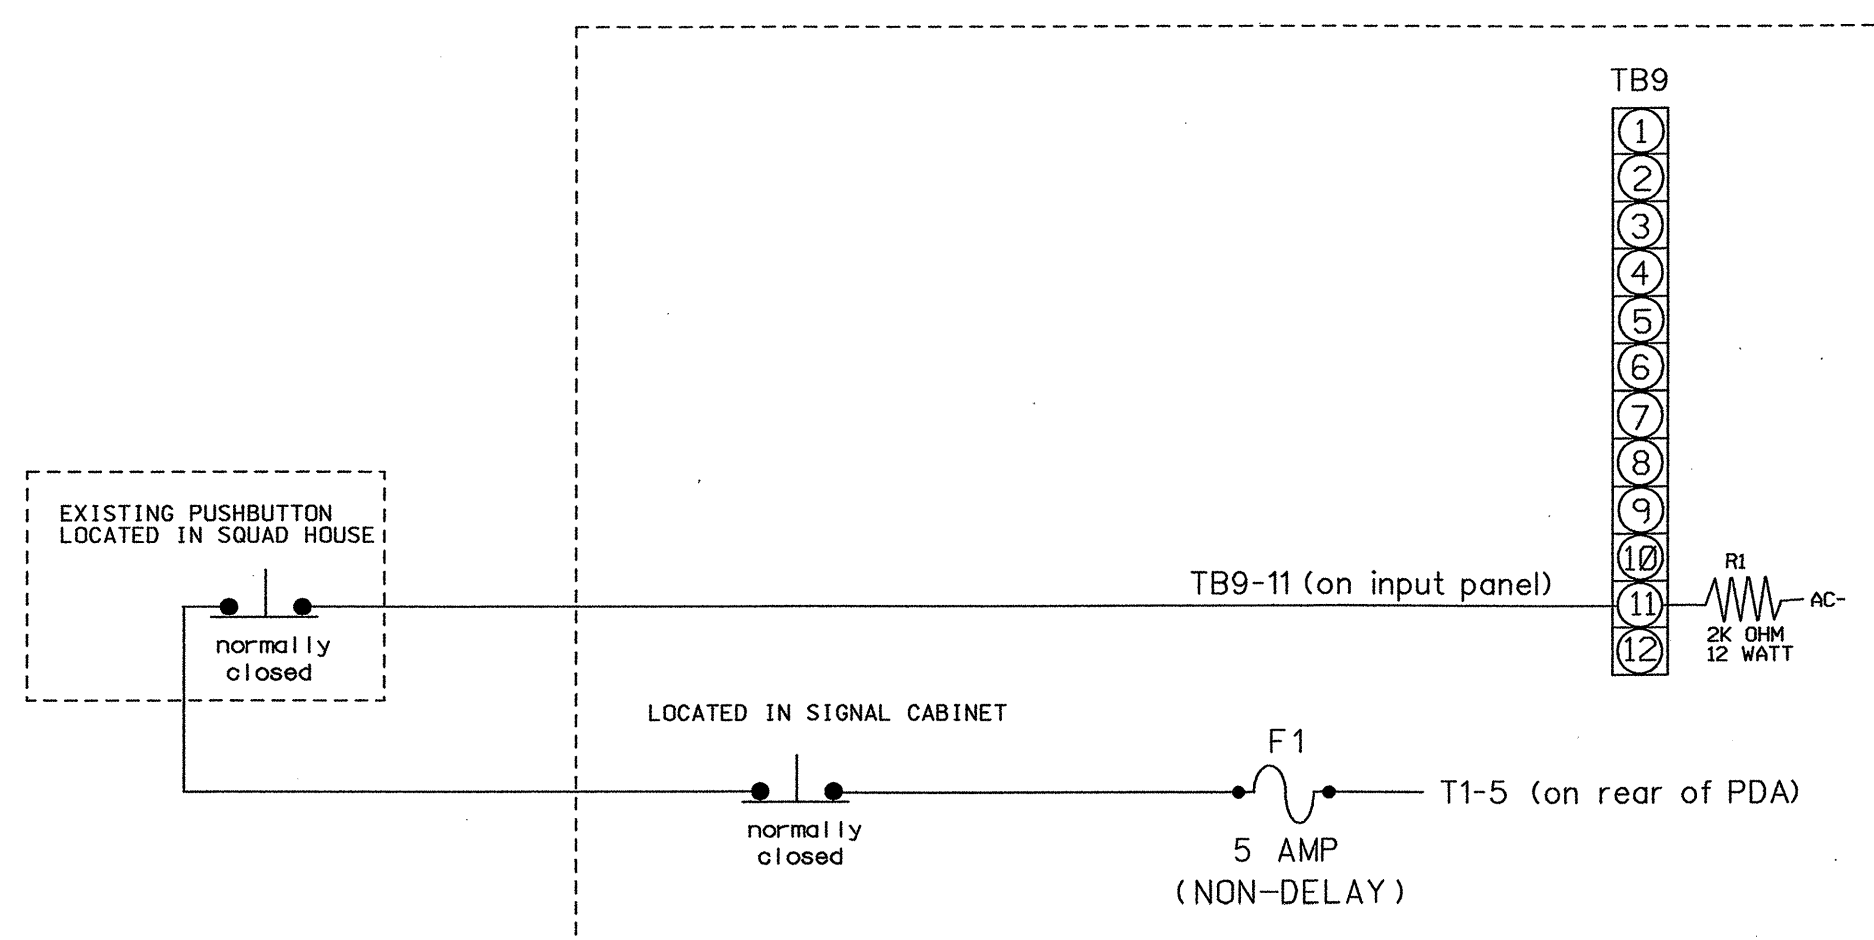 TB9
1
2
3
4
5
6
7
8
9
10
11
12
EXISTING PUSHBUTTON
LOCATED IN SQUAD HOUSE
normally
closed
TB9-11 (on input panel)
R1
2K OHM
12 WATT
AC-
LOCATED IN SIGNAL CABINET
normally
closed
F1
5 AMP
(NON-DELAY)
T1-5 (on rear of PDA)